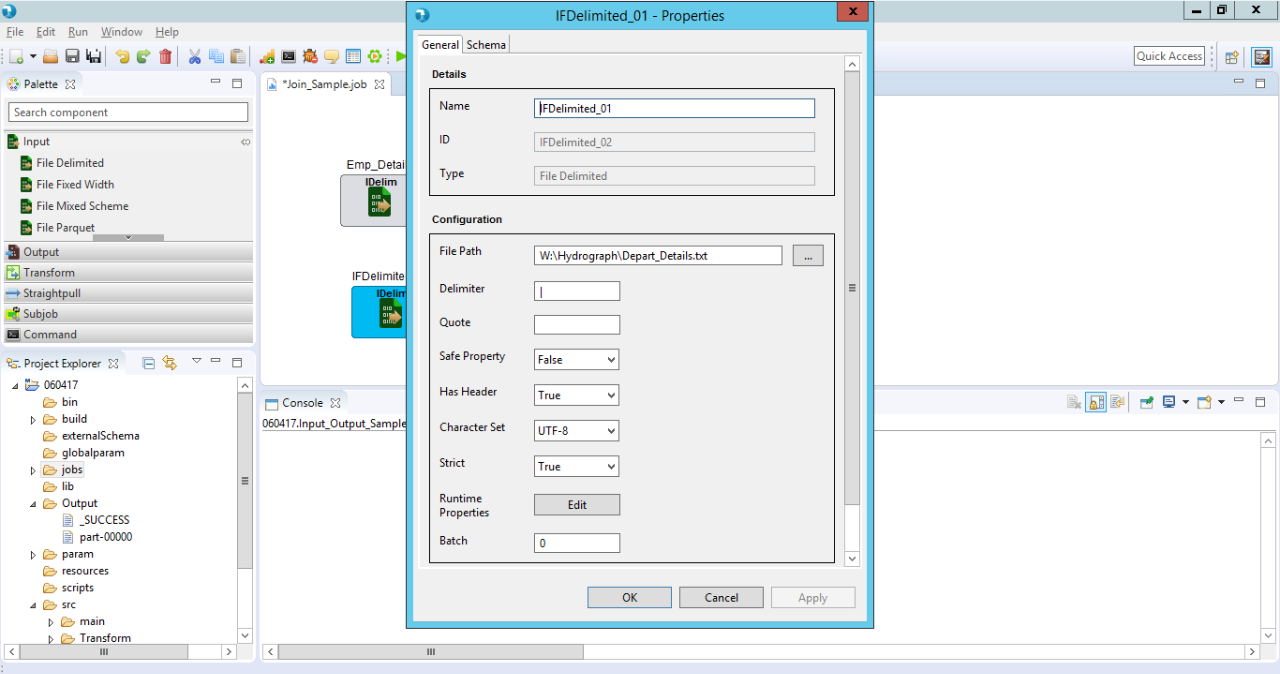 IFDelimited_01 - Properties
X
File Edit Run Window Help
Quick Access
Palette
Search component
Input
File Delimited
File Fixed Width
File Mixed Scheme
File Parquet
Output
Transform
Straightpull
Subjob
Command
*Join_Sample.job
Emp_Detai
IDelim
IFDelimite
IDelim
General Schema
Details
Name IFDelimited_01
ID IFDelimited_02
Type File Delimited
Configuration
File Path W:\Hydrograph\Depart_Details.txt ...
Delimiter |
Quote
Safe Property False
Has Header True
Character Set UTF-8
Strict True
Runtime
Properties
Edit
Batch 0
OK Cancel Apply
Project Explorer
060417
bin
build
externalSchema
globalparam
jobs
lib
Output
_SUCCESS
part-00000
param
resources
scripts
src
main
Transform
Console
060417.Input_Output_Sample